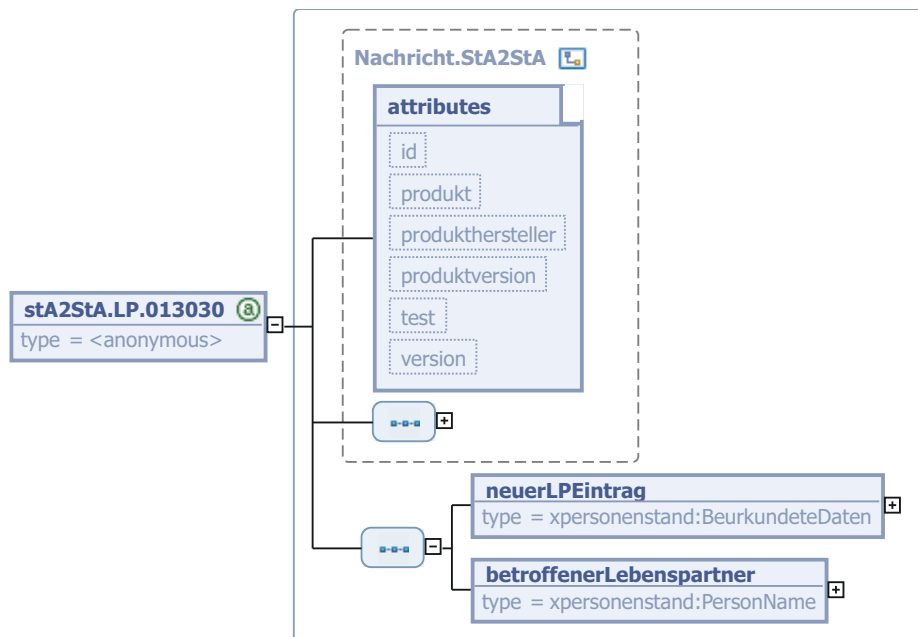 Nachricht.StA2StA
attributes
id
produkt
produkthersteller
produktversion
test
version
stA2StA.LP.013030 @
type = <anonymous>
neuerLPEintrag
type = xpersonenstand:BeurkundeteDaten
betroffenerLebenspartner
type = xpersonenstand:PersonName